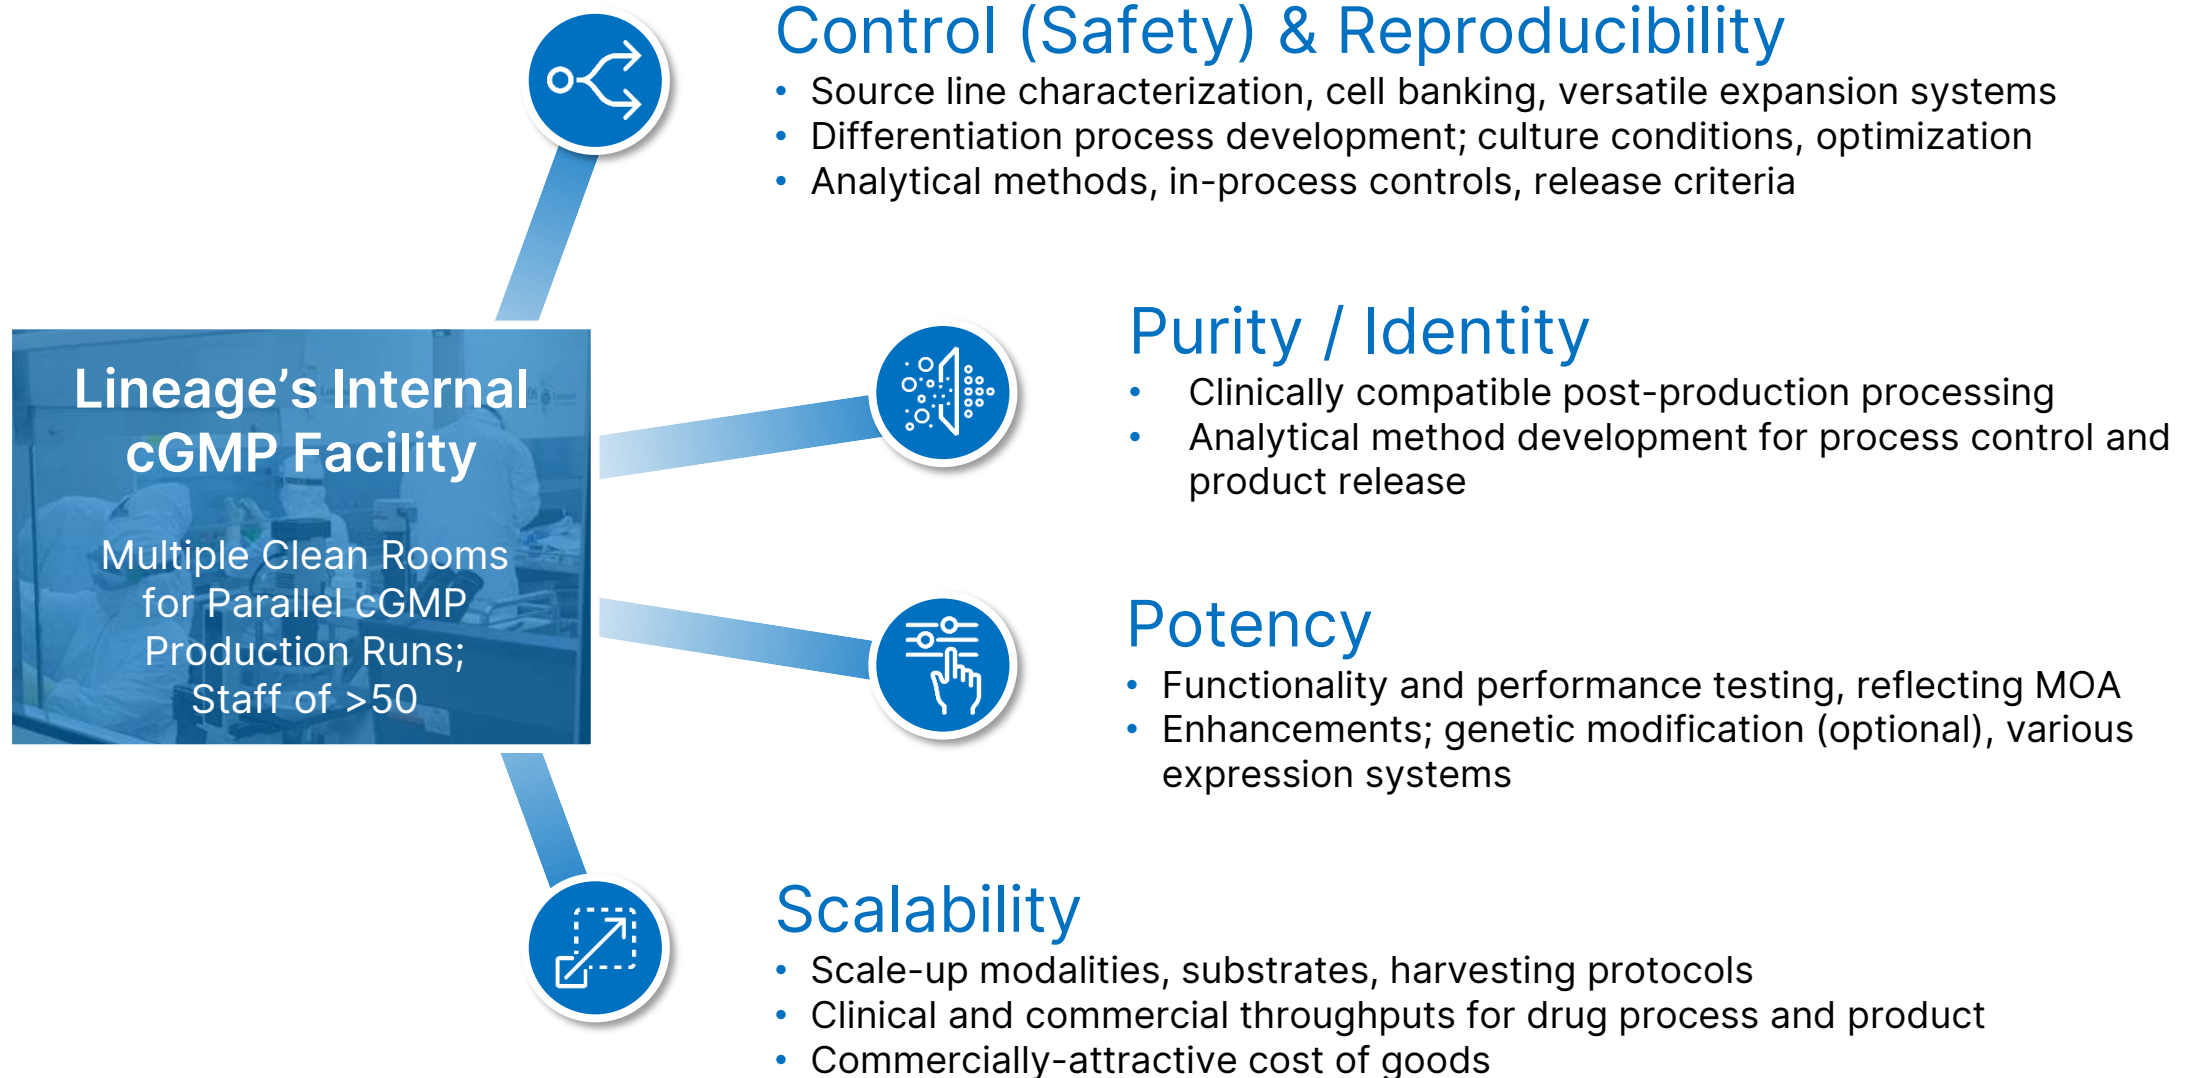 Control (Safety) & Reproducibility
• Source line characterization, cell banking, versatile expansion systems
• Differentiation process development; culture conditions, optimization
• Analytical methods, in-process controls, release criteria
Lineage’s Internal
cGMP Facility
Multiple Clean Rooms
for Parallel cGMP
Production Runs;
Staff of >50
Purity / Identity
• Clinically compatible post-production processing
• Analytical method development for process control and
product release
Potency
• Functionality and performance testing, reflecting MOA
• Enhancements; genetic modification (optional), various
expression systems
Scalability
• Scale-up modalities, substrates, harvesting protocols
• Clinical and commercial throughputs for drug process and product
• Commercially-attractive cost of goods